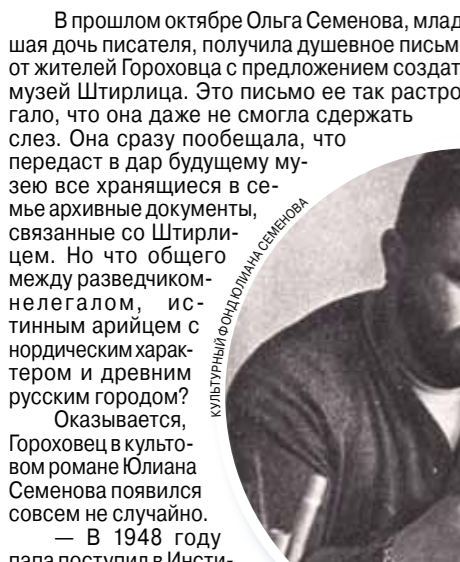 В прошлом октябре Ольга Семенова, млад
шая дочь писателя, получила душевное письм
от жителей Гороховца с предложением создат
музей Штирлица. Это письмо ее так растро
гало, что она даже не смогла сдержать
слез. Она сразу пообещала, что
передаст в дар будущему му-
зею все хранящиеся в се-
мье архивные документы,
связанные со Штирли-
цем. Но что общего
между разведчиком-
нелегалом, ис-
тинным арийцем с
нордическим харак-
тером и древним
русским городом?
Оказывается,
Гороховец в культо-
вом романе Юлиана
Семенова появился
совсем не случайно.
— В 1948 году
папа поступил в Инсти-
КУЛЬТУРНЫЙ ФОНД ЮЛИАНА СЕМЕНОВА